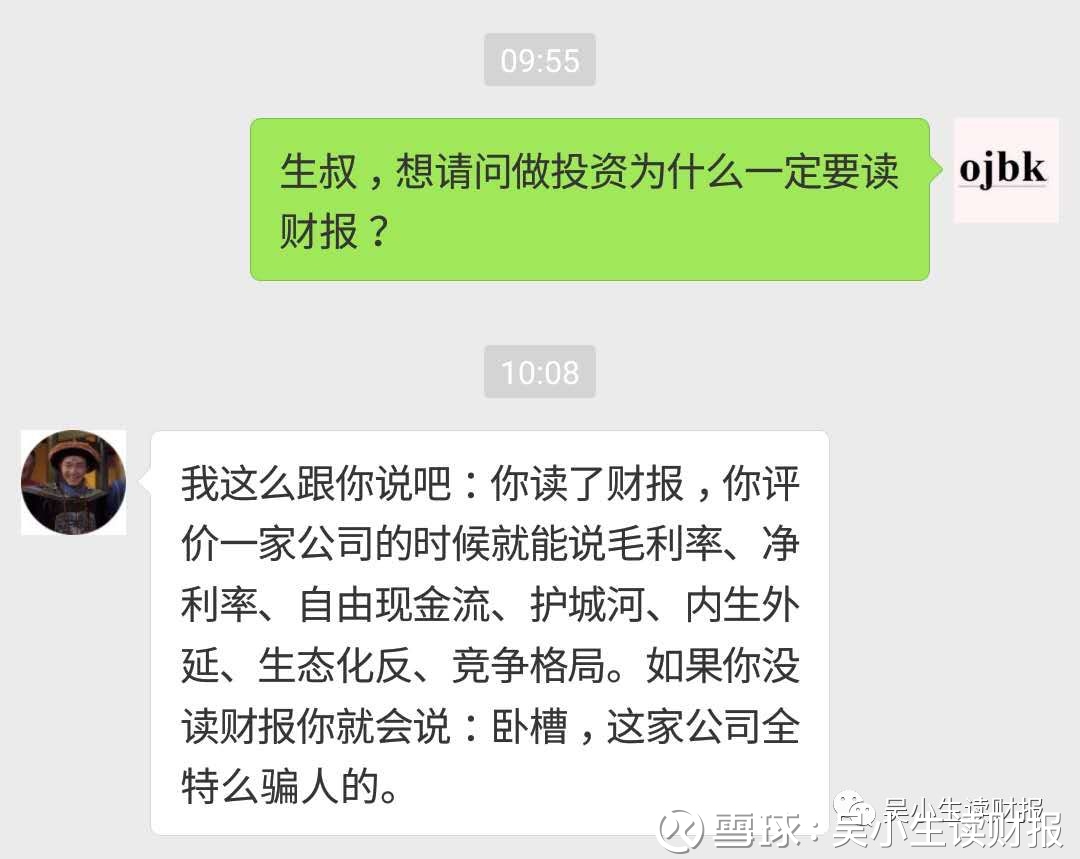 09:55
生叔，想请问做投资为什么一定要读
财报？
ojbk
10:08
我这么跟你说吧：你读了财报，你评
价一家公司的时候就能说毛利率、净
利率、自由现金流、护城河、内生外
延、生态化反、竞争格局。如果你没
读财报你就会说：卧槽，这家公司全
特么骗人的。
吴小生读财报
雪球：吴小生读财报